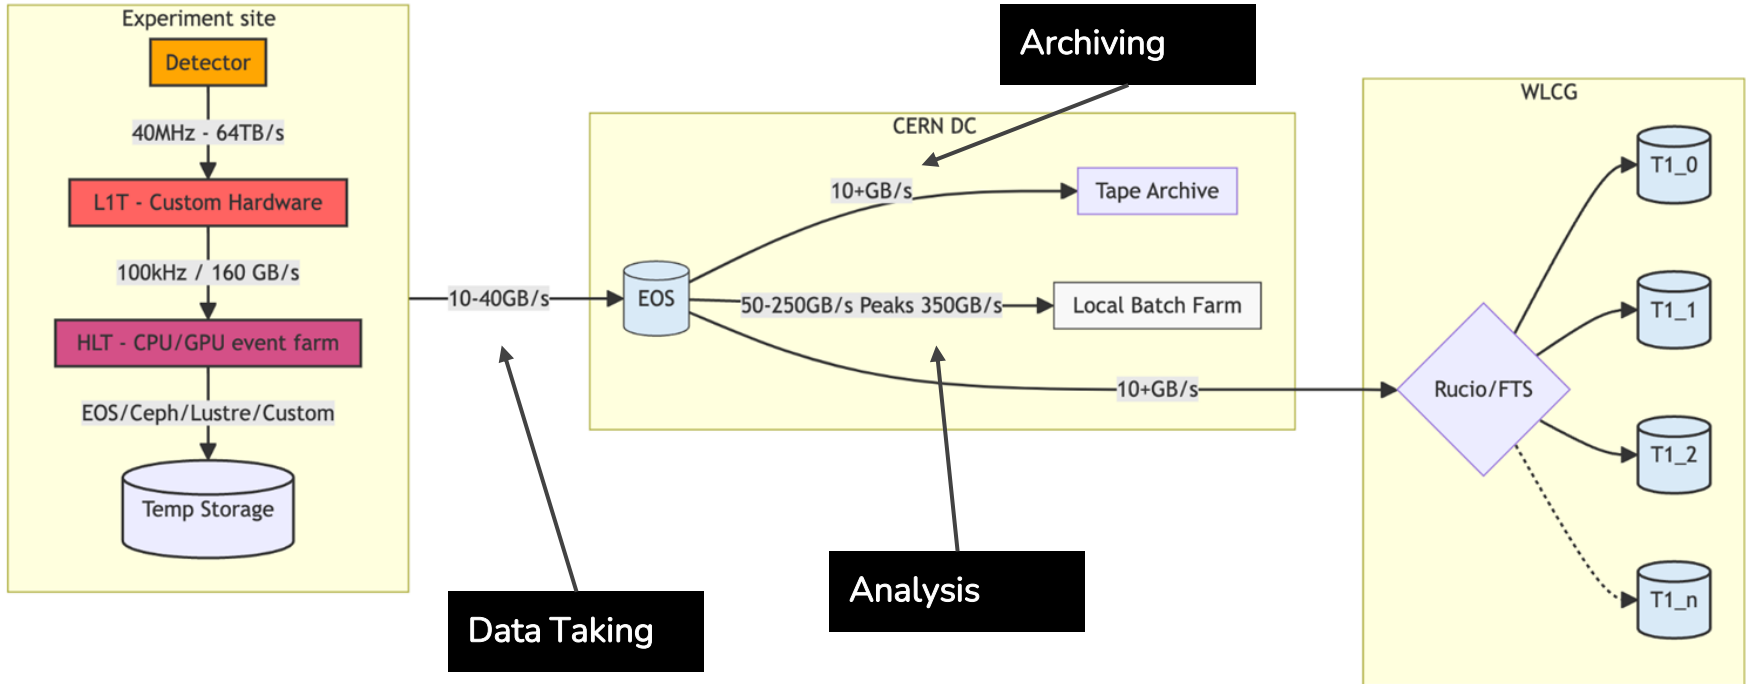 Experiment site
Detector
40MHz - 64TB/s
L1T - Custom Hardware
100kHz / 160 GB/s
HLT - CPU/GPU event farm
EOS/Ceph/Lustre/Custom
Temp Storage
10-40GB/s
Data Taking
Archiving
CERN DC
10+GB/s
Tape Archive
EOS
50-250GB/s Peaks 350GB/s
Local Batch Farm
10+GB/s
Analysis
WLCG
Rucio/FTS
T1_0
T1_1
T1_2
T1_n